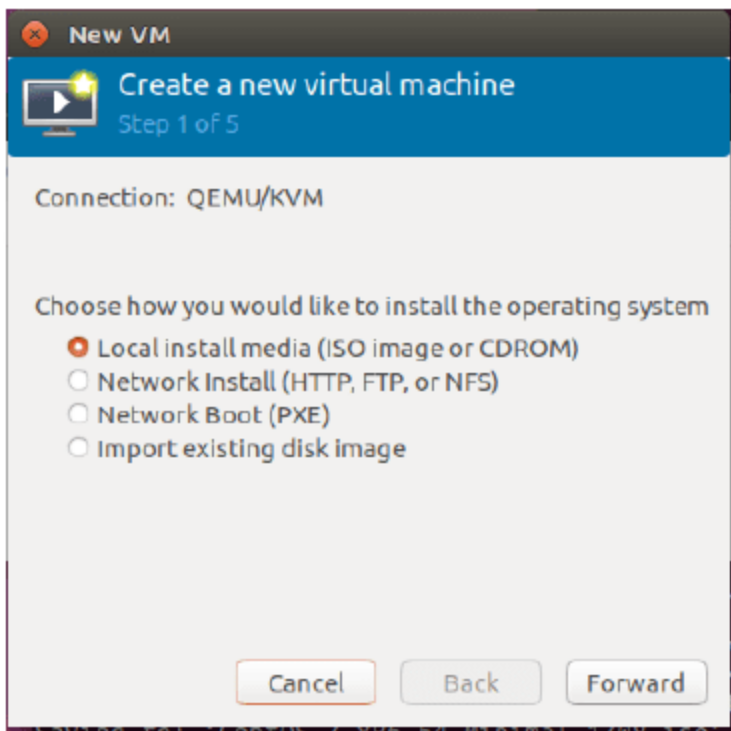 New VM
Create a new virtual machine
Step 1 of 5
Connection: QEMU/KVM
Choose how you would like to install the operating system
Local install media (ISO image or CDROM)
Network Install (HTTP, FTP, or NFS)
Network Boot (PXE)
Import existing disk image
Cancel Back Forward